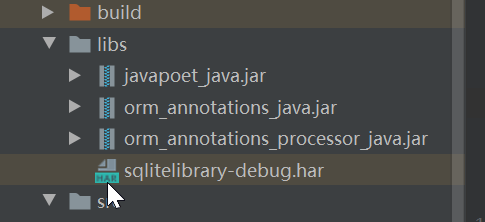 build
libs
javapoet_java.jar
orm_annotations_java.jar
orm_annotations_processor_java.jar
HAR sqlitelibrary-debug.har